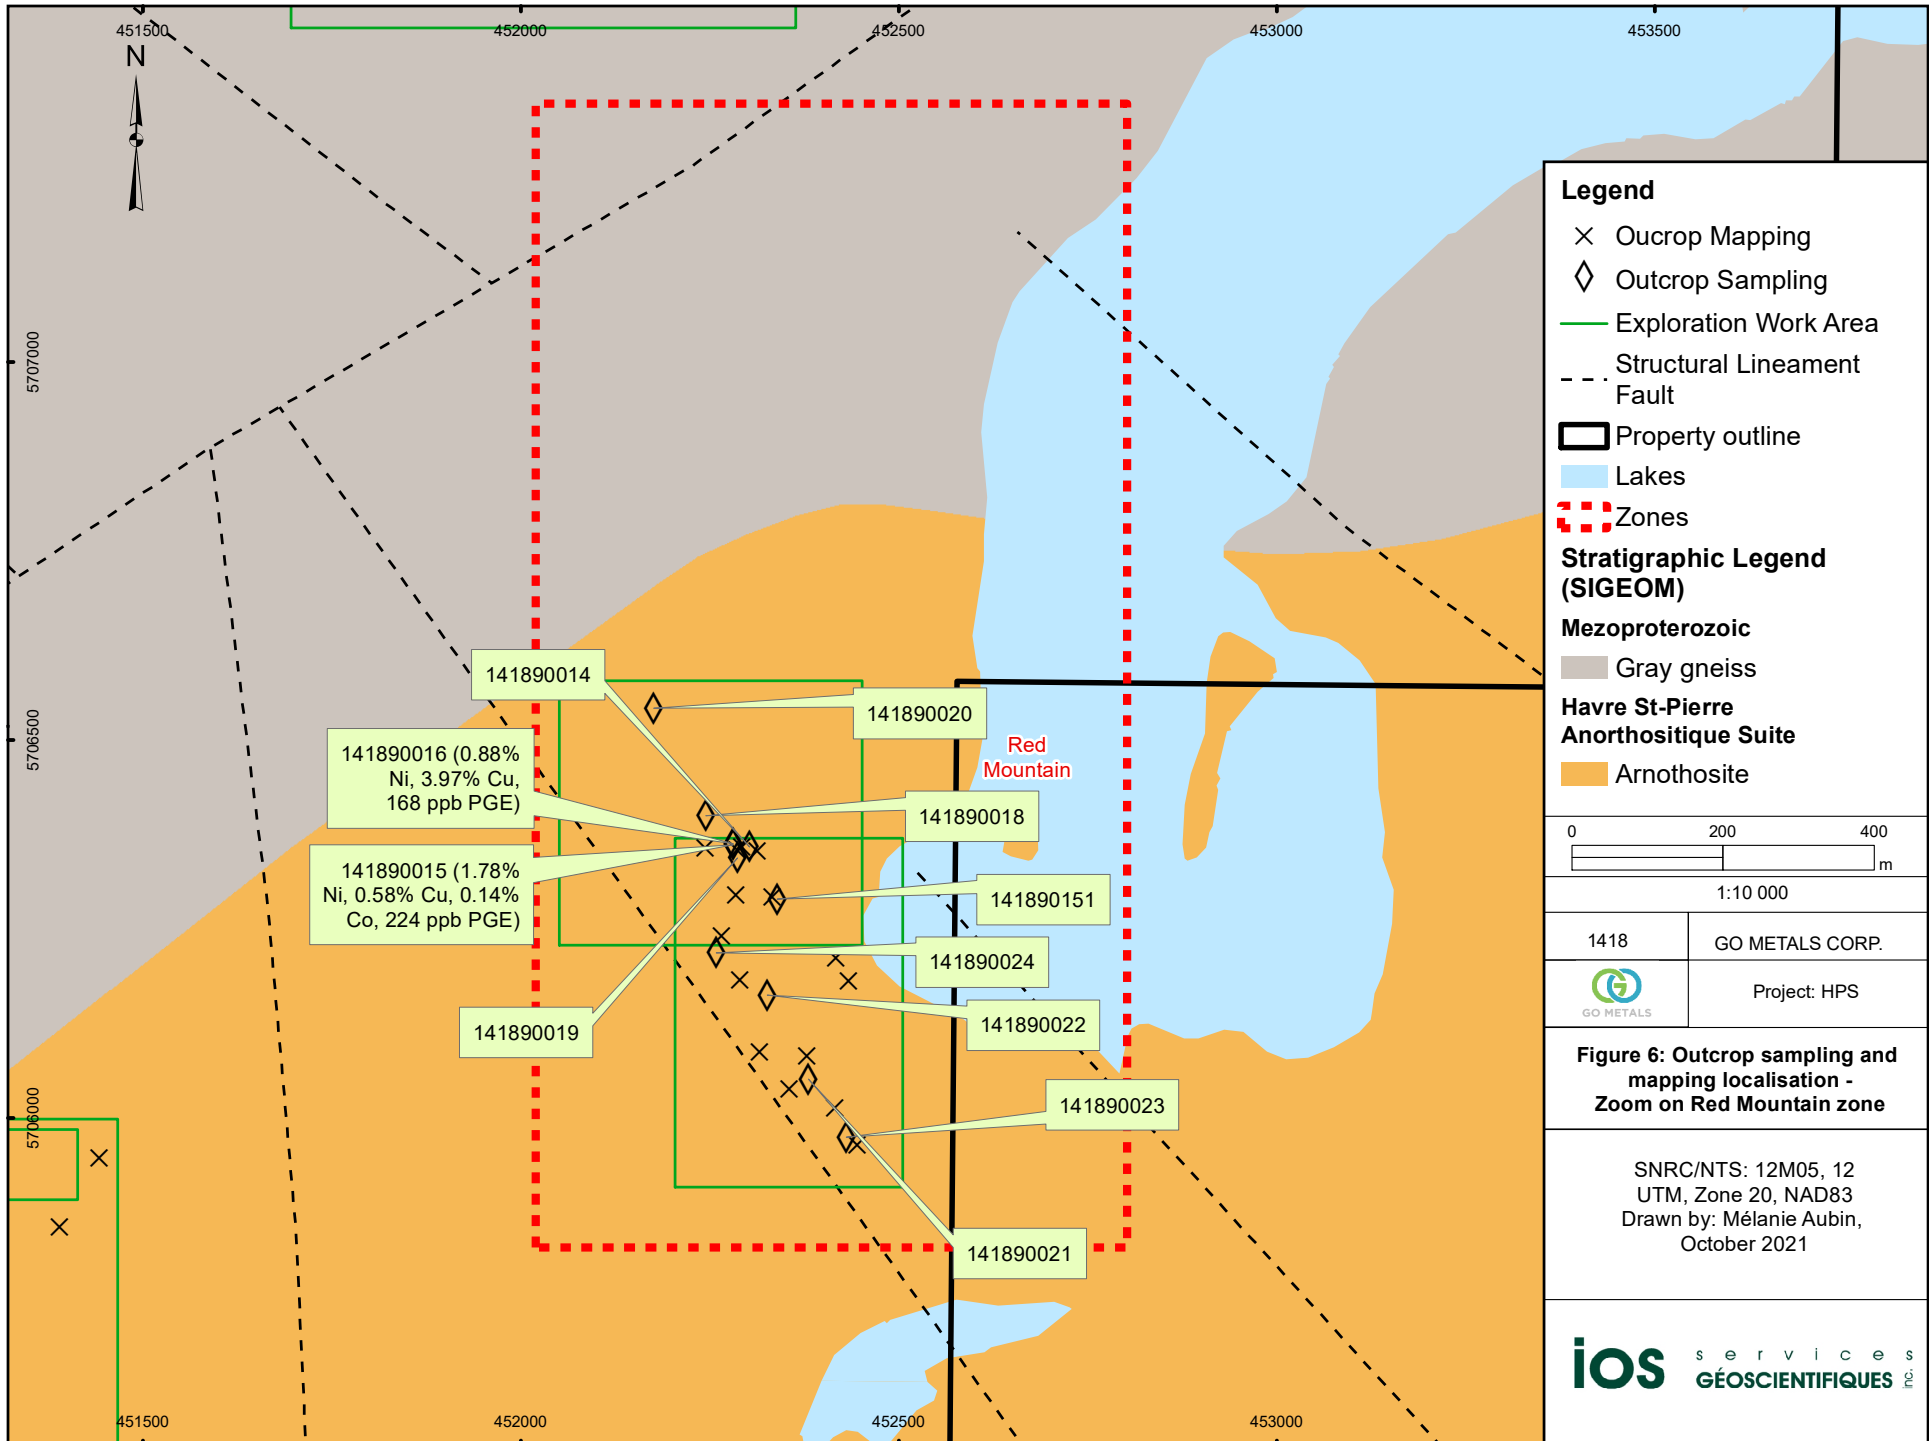 451500
452000
452500
453000
453500
N
5707000
5706500
5706000
141890014
141890020
141890016 (0.88%
Ni, 3.97% Cu,
168 ppb PGE)
Red
Mountain
141890018
141890015 (1.78%
Ni, 0.58% Cu, 0.14%
Co, 224 ppb PGE)
141890151
141890024
141890019
141890022
141890023
141890021
451500
452000
452500
453000
Legend
Oucrop Mapping
Outcrop Sampling
Exploration Work Area
Structural Lineament
Fault
Property outline
Lakes
Zones
Stratigraphic Legend
(SIGEOM)
Mezoproterozoic
Gray gneiss
Havre St-Pierre
Anorthositique Suite
Arnothosite
0 200 400
m
1:10 000
1418
GO METALS CORP.
GO METALS
Project: HPS
Figure 6: Outcrop sampling and
mapping localisation -
Zoom on Red Mountain zone
SNRC/NTS: 12M05, 12
UTM, Zone 20, NAD83
Drawn by: Mélanie Aubin,
October 2021
ios
services
GÉOSCIENTIFIQUES inc.